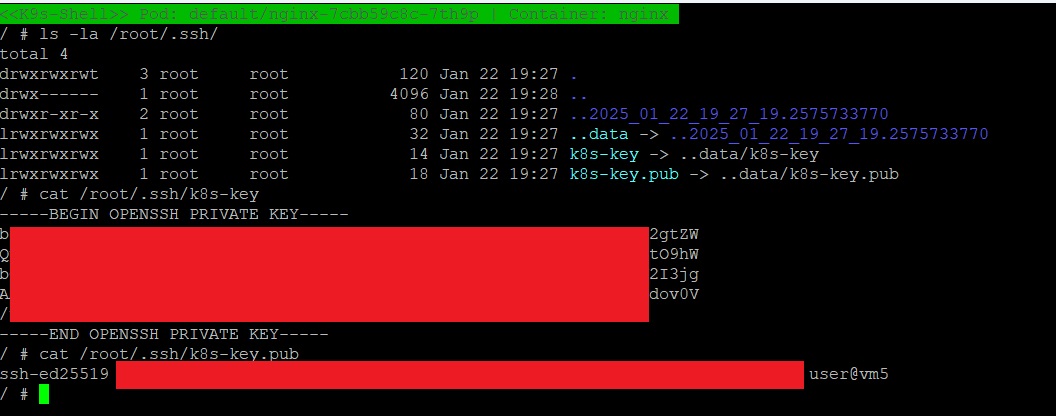 <<K9s-Shell>> Pod: default/nginx-7cbb59c8c-7th9p | Container: nginx
/ # ls -la /root/.ssh/
total 4
drwxrwxrwt    3 root     root           120 Jan 22 19:27 .
drwx------    1 root     root          4096 Jan 22 19:28 ..
drwxr-xr-x    2 root     root            80 Jan 22 19:27 ..2025_01_22_19_27_19.2575733770
lrwxrwxrwx    1 root     root            32 Jan 22 19:27 ..data -> ..2025_01_22_19_27_19.2575733770
lrwxrwxrwx    1 root     root            14 Jan 22 19:27 k8s-key -> ..data/k8s-key
lrwxrwxrwx    1 root     root            18 Jan 22 19:27 k8s-key.pub -> ..data/k8s-key.pub
/ # cat /root/.ssh/k8s-key
-----BEGIN OPENSSH PRIVATE KEY-----
b 2gtZW
Q tO9hW
b 2I3jg
A dov0V
/
-----END OPENSSH PRIVATE KEY-----
/ # cat /root/.ssh/k8s-key.pub
ssh-ed25519 user@vm5
/ #